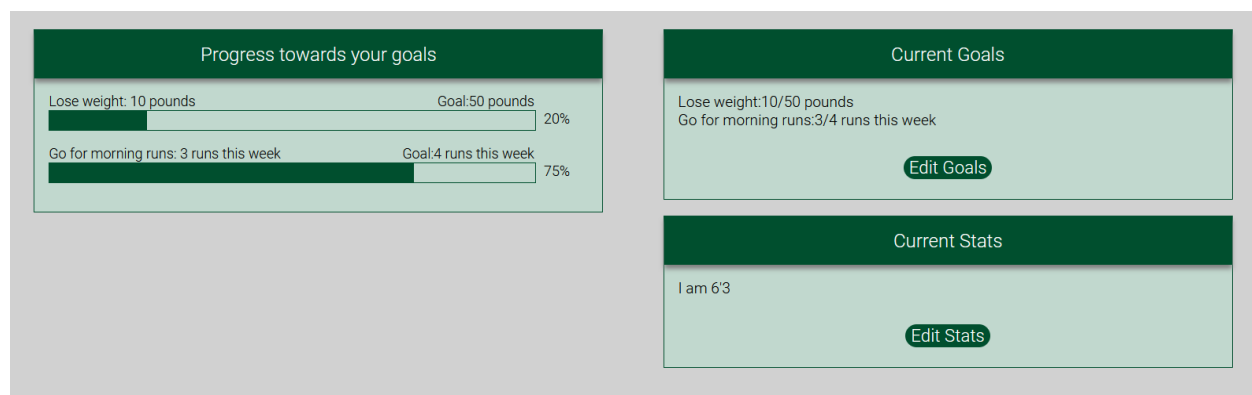 Progress towards your goals
Lose weight: 10 pounds Goal:50 pounds
20%
Go for morning runs: 3 runs this week Goal:4 runs this week
75%
Current Goals
Lose weight:10/50 pounds
Go for morning runs:3/4 runs this week
Edit Goals
Current Stats
I am 6'3
Edit Stats